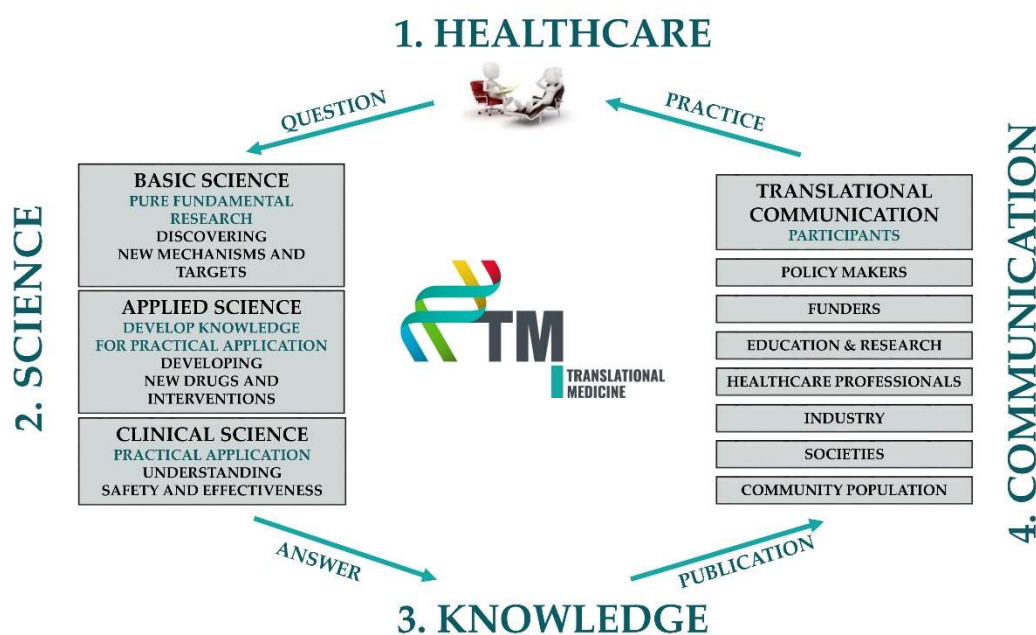 1. HEALTHCARE
QUESTION
PRACTICE
2. SCIENCE
BASIC SCIENCE
PURE FUNDAMENTAL
RESEARCH
DISCOVERING
NEW MECHANISMS AND
TARGETS
APPLIED SCIENCE
DEVELOP KNOWLEDGE
FOR PRACTICAL APPLICATION
DEVELOPING
NEW DRUGS AND
INTERVENTIONS
CLINICAL SCIENCE
PRACTICAL APPLICATION
UNDERSTANDING
SAFETY AND EFFECTIVENESS
TM
TRANSLATIONAL
MEDICINE
TRANSLATIONAL
COMMUNICATION
PARTICIPANTS
POLICY MAKERS
FUNDERS
EDUCATION & RESEARCH
HEALTHCARE PROFESSIONALS
INDUSTRY
SOCIETIES
COMMUNITY POPULATION
4. COMMUNICATION
ANSWER
PUBLICATION
3. KNOWLEDGE